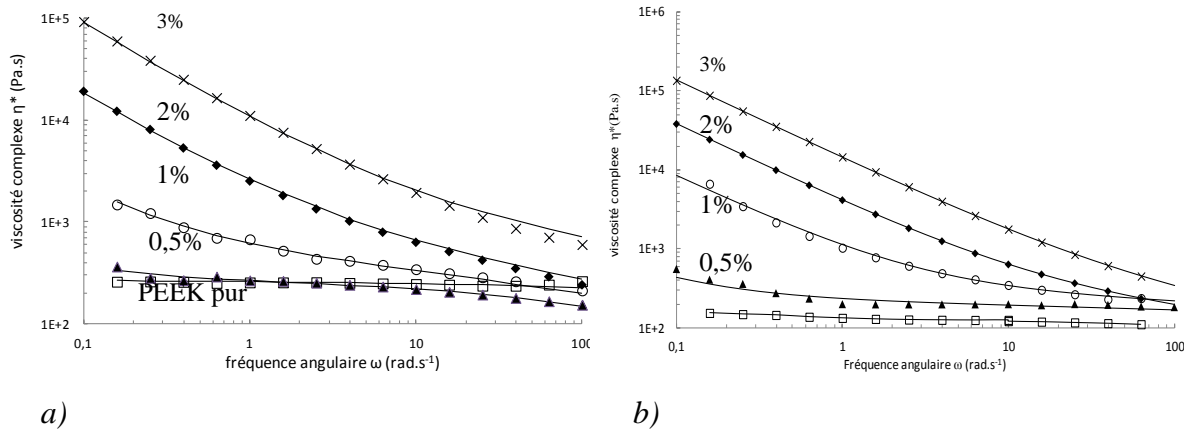 1E+5
1E+4
1E+3
1E+2
viscosité complexe η* (Pa.s)
3%
2%
1%
0,5%
PEEK pur
0,1
1
10
100
fréquence angulaire ω (rad.s-1)
a)
1E+6
1E+5
1E+4
1E+3
1E+2
viscosité complexe η*(Pa.s)
3%
2%
1%
0,5%
0,1
1
10
100
Fréquence angulaire ω (rad.s-1)
b)